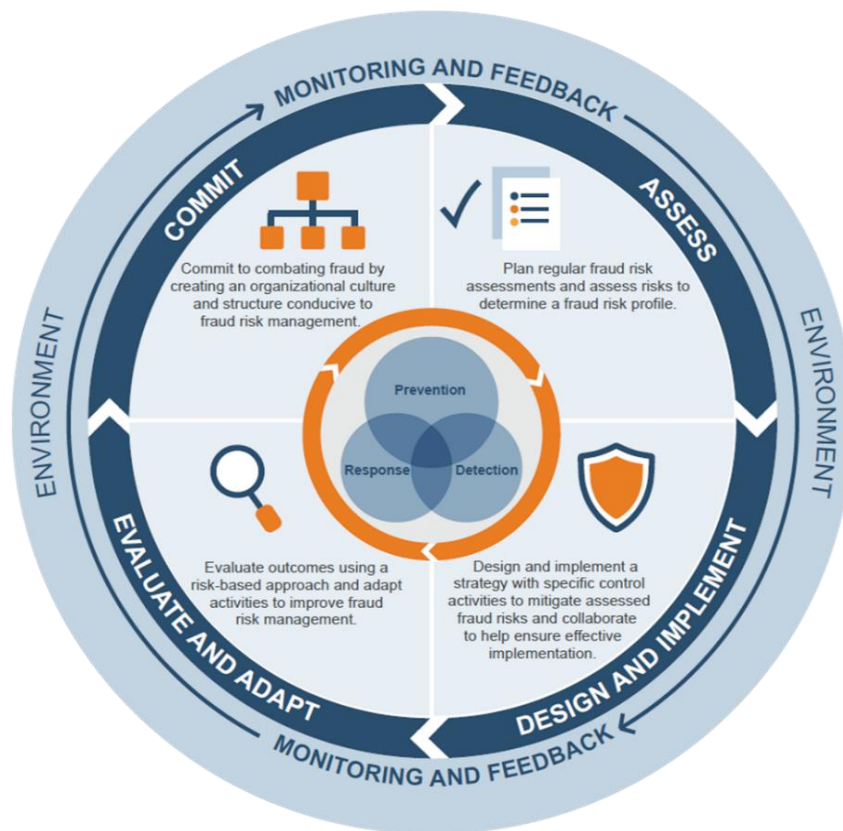 MONITORING AND FEEDBACK
COMMIT
ASSESS
Commit to combating fraud by
creating an organizational culture
and structure conducive to
fraud risk management.
Plan regular fraud risk
assessments and assess risks to
determine a fraud risk profile.
ENVIRONMENT
ENVIRONMENT
Prevention
Response
Detection
Evaluate outcomes using a
risk-based approach and adapt
activities to improve fraud
risk management.
Design and implement a
strategy with specific control
activities to mitigate assessed
fraud risks and collaborate
to help ensure effective
implementation.
EVALUATE AND ADAPT
DESIGN AND IMPLEMENT
MONITORING AND FEEDBACK